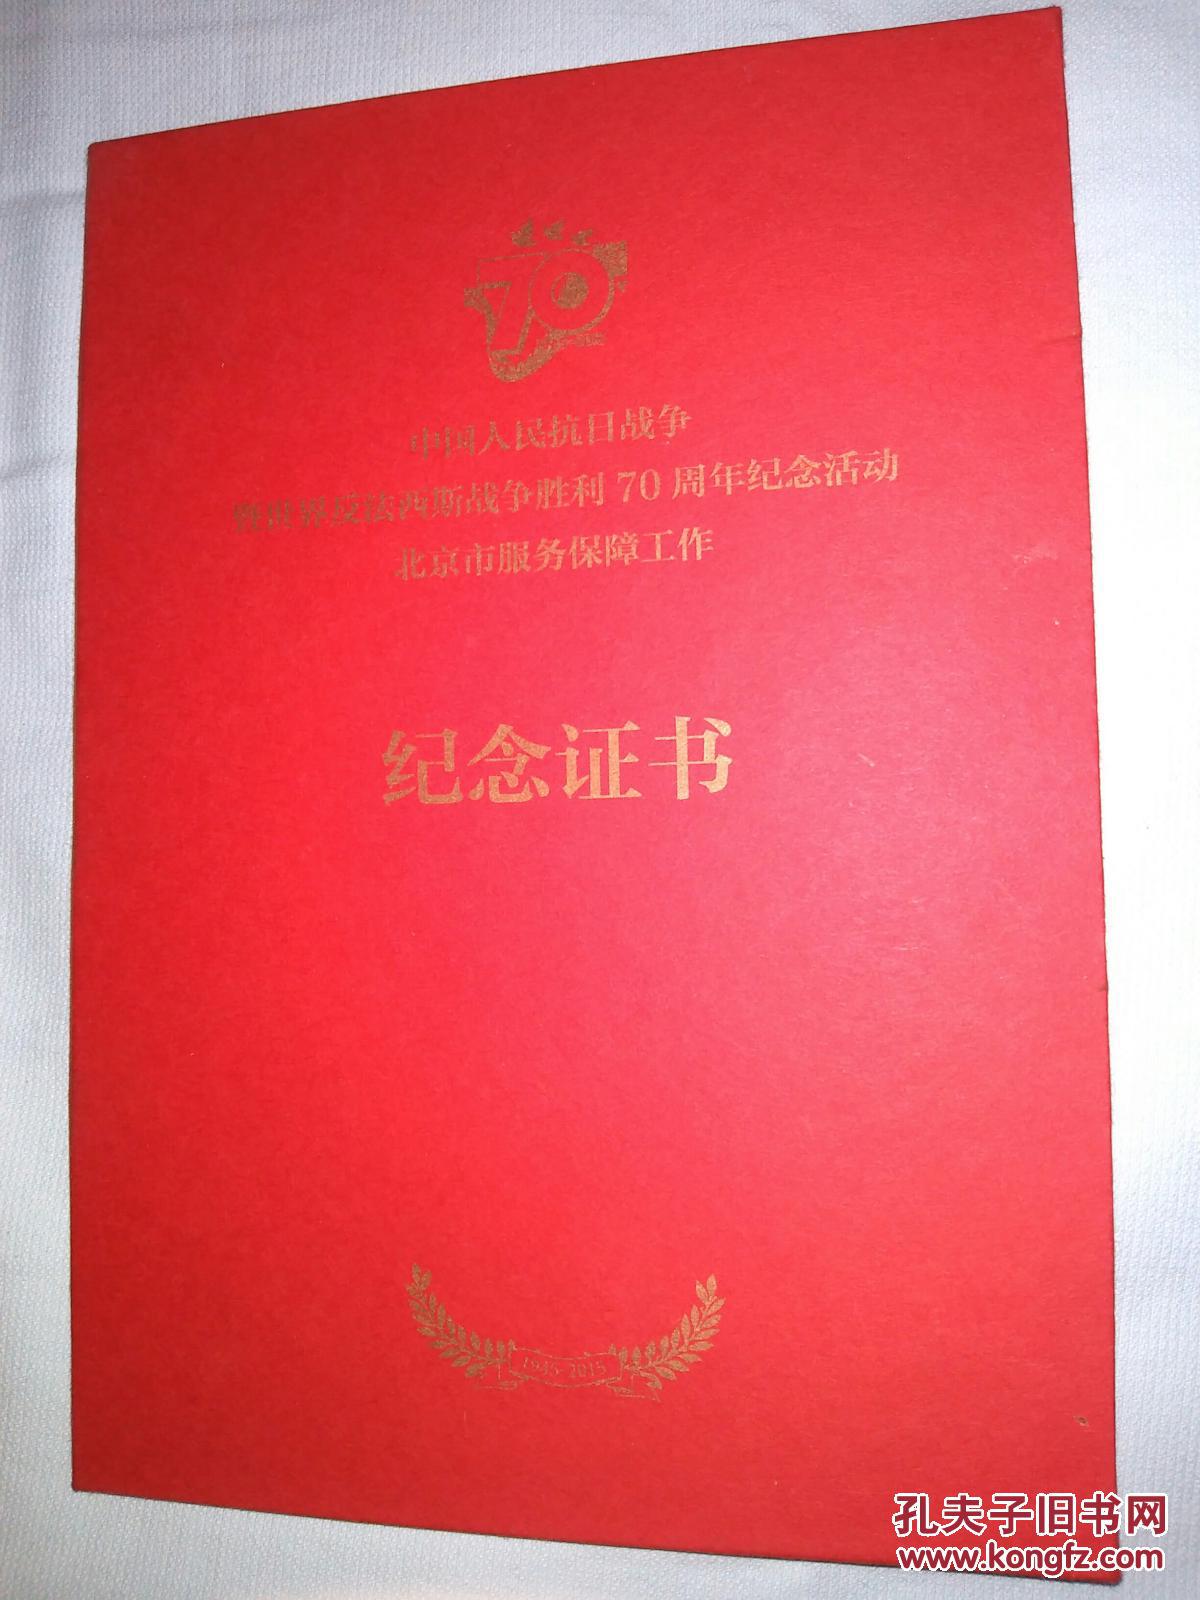 70
中国人民抗日战争
暨世界反法西斯战争胜利70周年纪念活动
北京市服务保障工作
纪念证书
1945-2015
孔夫子旧书网
www.kongfz.com